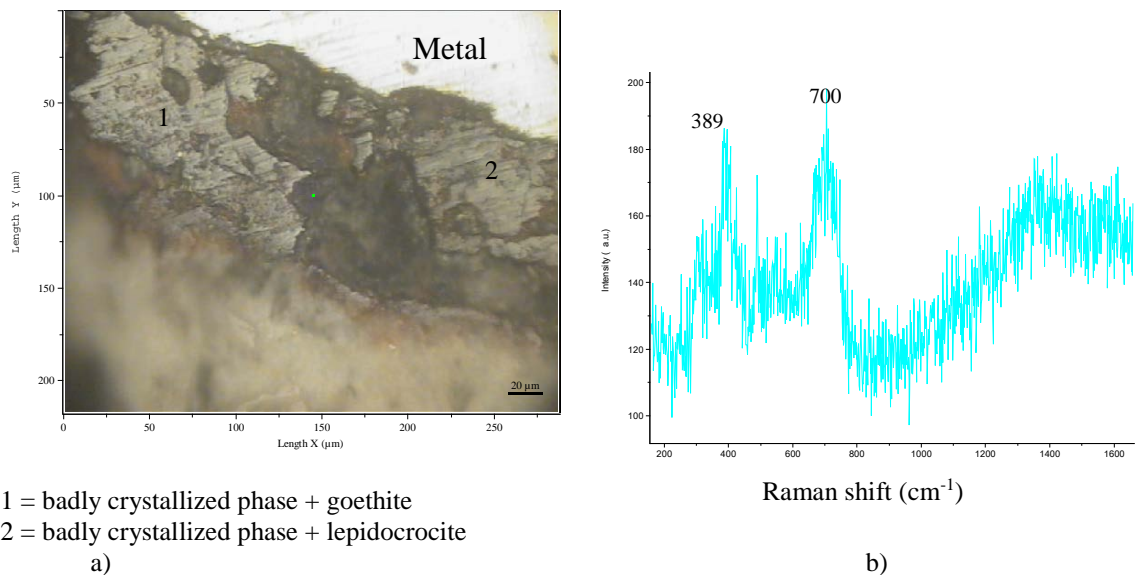 Metal
1
2
20 µm
50
100
150
200
0
50
100
150
200
250
Length Y (µm)
Length X (µm)
1 = badly crystallized phase + goethite
2 = badly crystallized phase + lepidocrocite
a)
389
700
200
180
160
140
120
100
Intensity ( a.u.)
200
400
600
800
1000
1200
1400
1600
Raman shift (cm-1)
b)